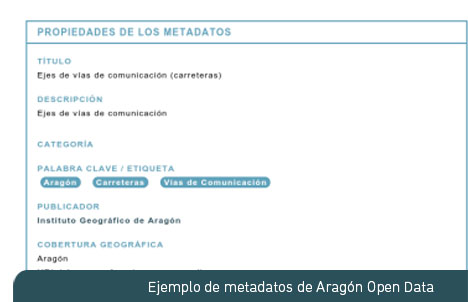 PROPIEDADES DE LOS METADATOS
TÍTULO
Ejes de vías de comunicación (carreteras)
DESCRIPCIÓN
Ejes de vías de comunicación
CATEGORÍA
PALABRA CLAVE / ETIQUETA
Aragón Carreteras Vías de Comunicación
PUBLICADOR
Instituto Geográfico de Aragón
COBERTURA GEOGRÁFICA
Aragón
Ejemplo de metadatos de Aragón Open Data